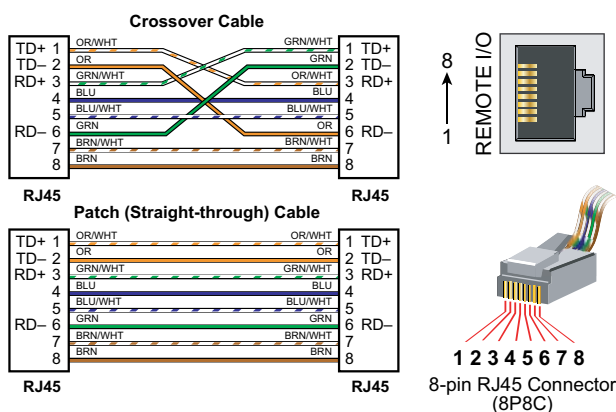 Crossover Cable
TD+ 1 OR/WHT GRN/WHT 1 TD+
TD– 2 OR GRN 2 TD–
RD+ 3 GRN/WHT OR/WHT 3 RD+
4 BLU BLU 4
5 BLU/WHT BLU/WHT 5
RD– 6 GRN OR 6 RD–
7 BRN/WHT BRN/WHT 7
8 BRN BRN 8
RJ45 RJ45
Patch (Straight-through) Cable
TD+ 1 OR/WHT OR/WHT 1 TD+
TD– 2 OR OR 2 TD–
RD+ 3 GRN/WHT GRN/WHT 3 RD+
4 BLU BLU 4
5 BLU/WHT BLU/WHT 5
RD– 6 GRN GRN 6 RD–
7 BRN/WHT BRN/WHT 7
8 BRN BRN 8
RJ45 RJ45
8
1
REMOTE I/O
1 2 3 4 5 6 7 8
8-pin RJ45 Connector
(8P8C)